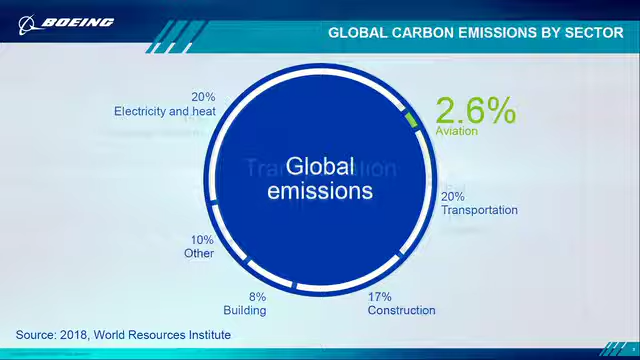 BOEING
GLOBAL CARBON EMISSIONS BY SECTOR
20%
Electricity and heat
2.6%
Aviation
Global
emissions
20%
Transportation
10%
Other
8%
Building
17%
Construction
Source: 2018, World Resources Institute